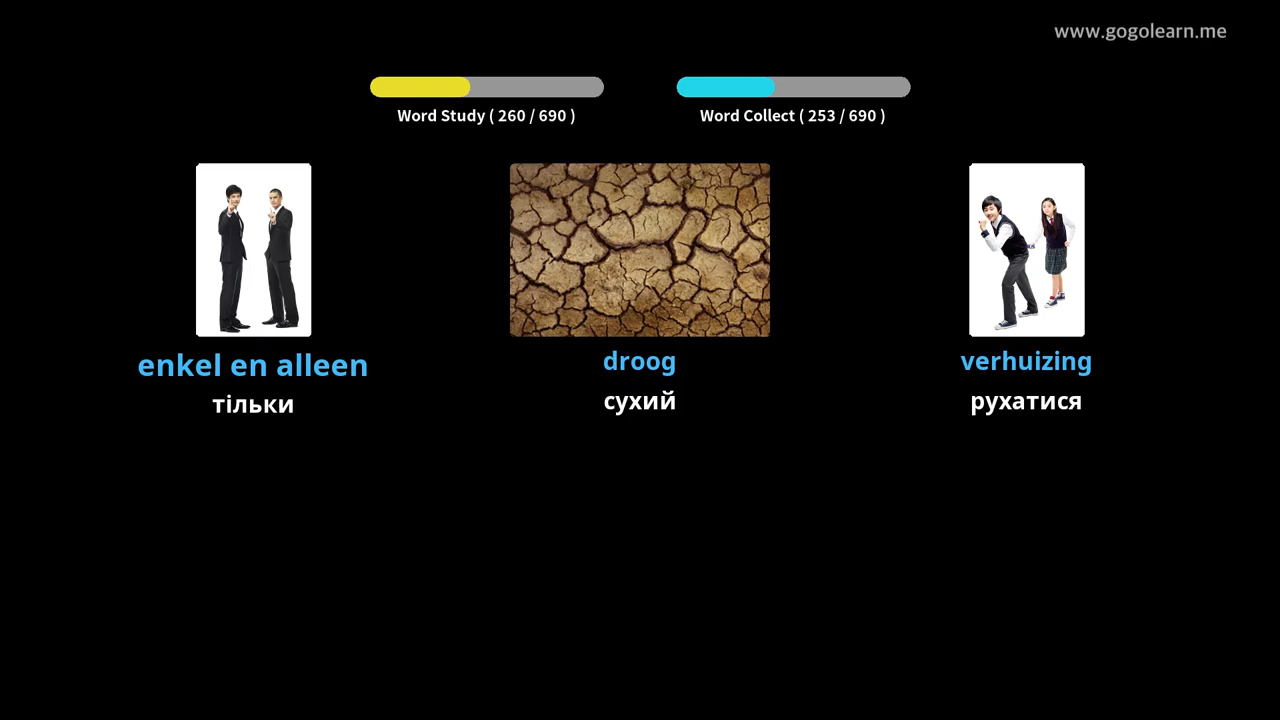 www.gogolearn.me
Word Study ( 260 / 690 )
Word Collect ( 253 / 690 )
enkel en alleen
тільки
droog
сухий
verhuizing
рухатися